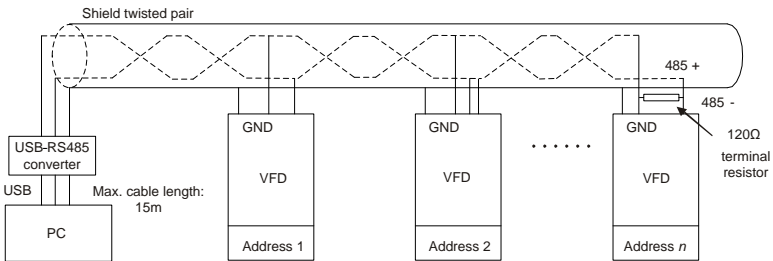 Shield twisted pair
485 +
485 -
GND
GND
GND
USB-RS485
converter
120Ω
terminal
resistor
VFD
VFD
VFD
USB
Max. cable length:
15m
PC
Address 1
Address 2
Address n
......